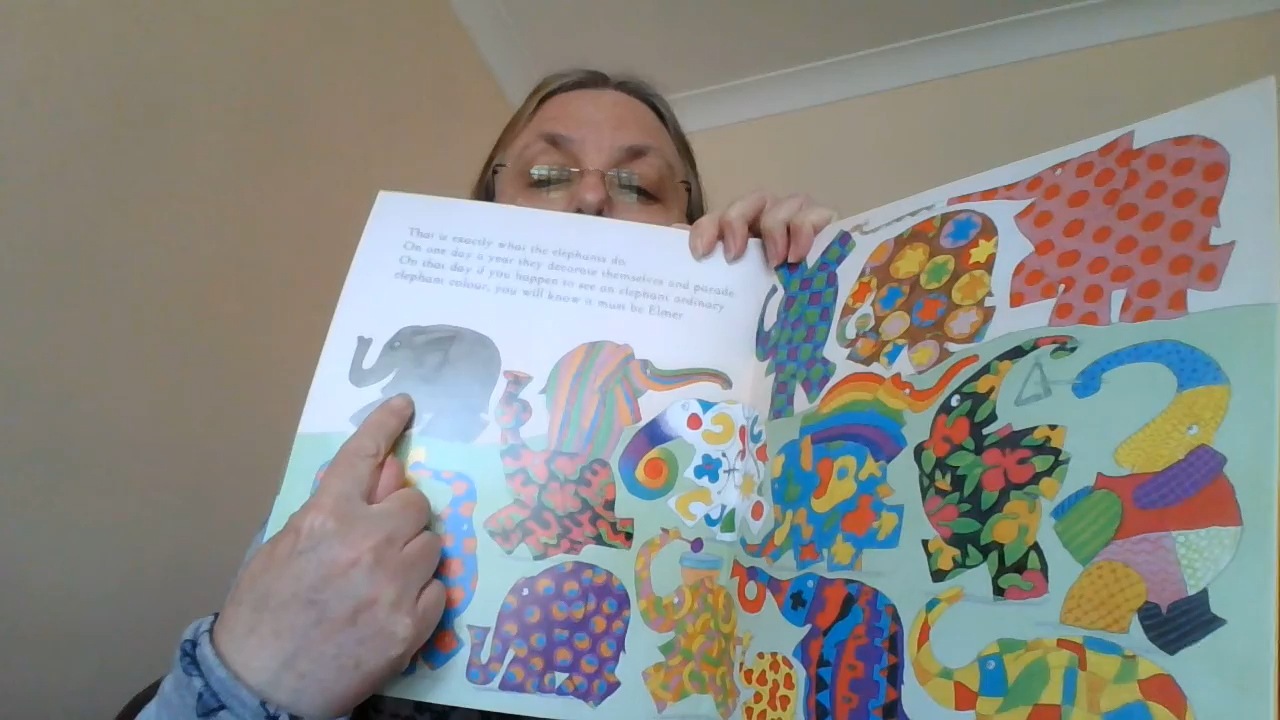 That is exactly what the elephants do.
On one day a year they decorate themselves and parade.
On that day if you happen to see an elephant ordinary
elephant colour, you will know it must be Elmer